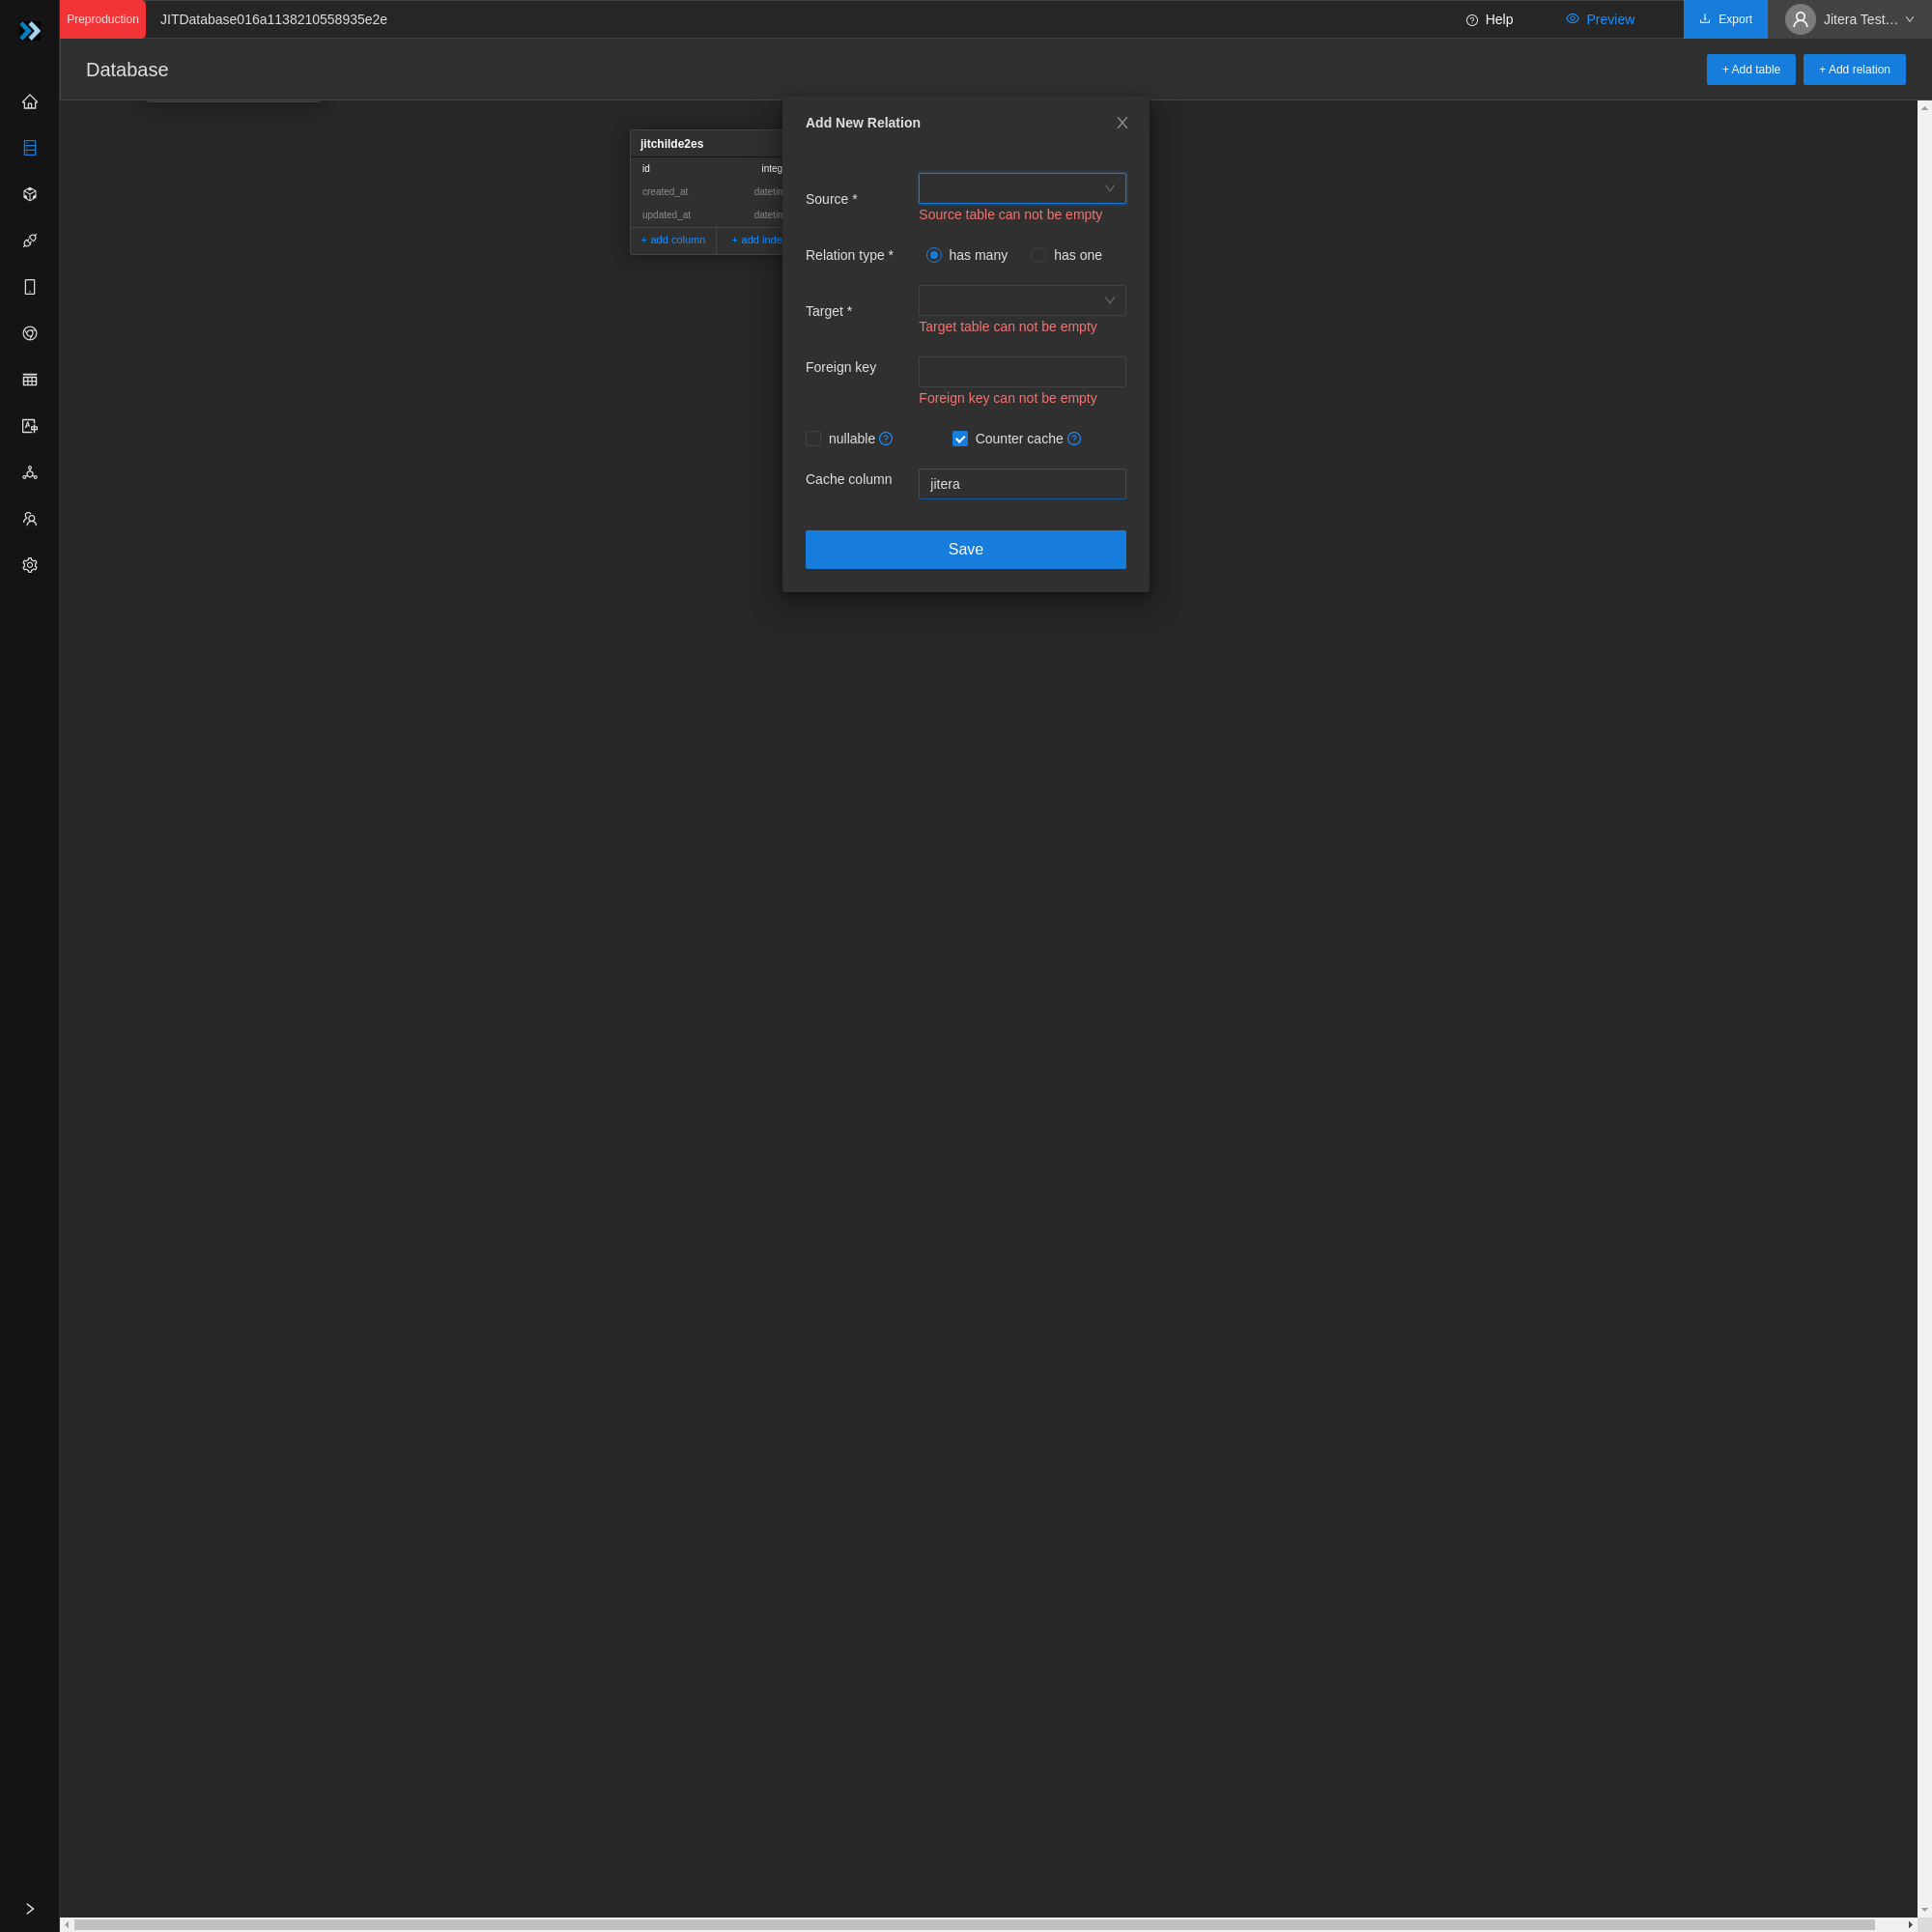 Preproduction JITDatabase016a1138210558935e2e Help Preview Export Jitera Test…
Database + Add table + Add relation
Add New Relation
jitchilde2es
id integ
created_at datetim
updated_at datetim
+ add column + add inde
Source *
Source table can not be empty
Relation type * has many has one
Target *
Target table can not be empty
Foreign key
Foreign key can not be empty
nullable Counter cache
Cache column jitera
Save